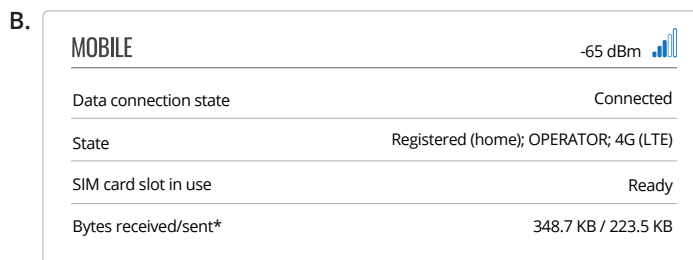 B.
MOBILE -65 dBm
Data connection state Connected
State Registered (home); OPERATOR; 4G (LTE)
SIM card slot in use Ready
Bytes received/sent* 348.7 KB / 223.5 KB